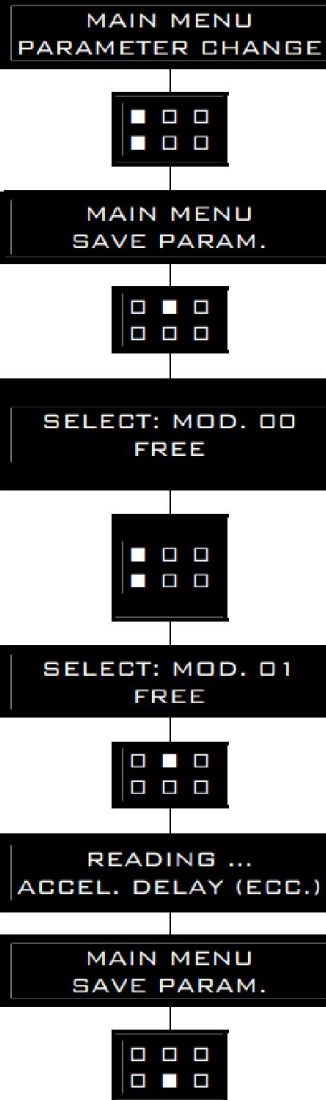 MAIN MENU
PARAMETER CHANGE
MAIN MENU
SAVE PARAM.
SELECT: MOD. 00
FREE
SELECT: MOD. 01
FREE
READING ...
ACCEL. DELAY (ECC.)
MAIN MENU
SAVE PARAM.